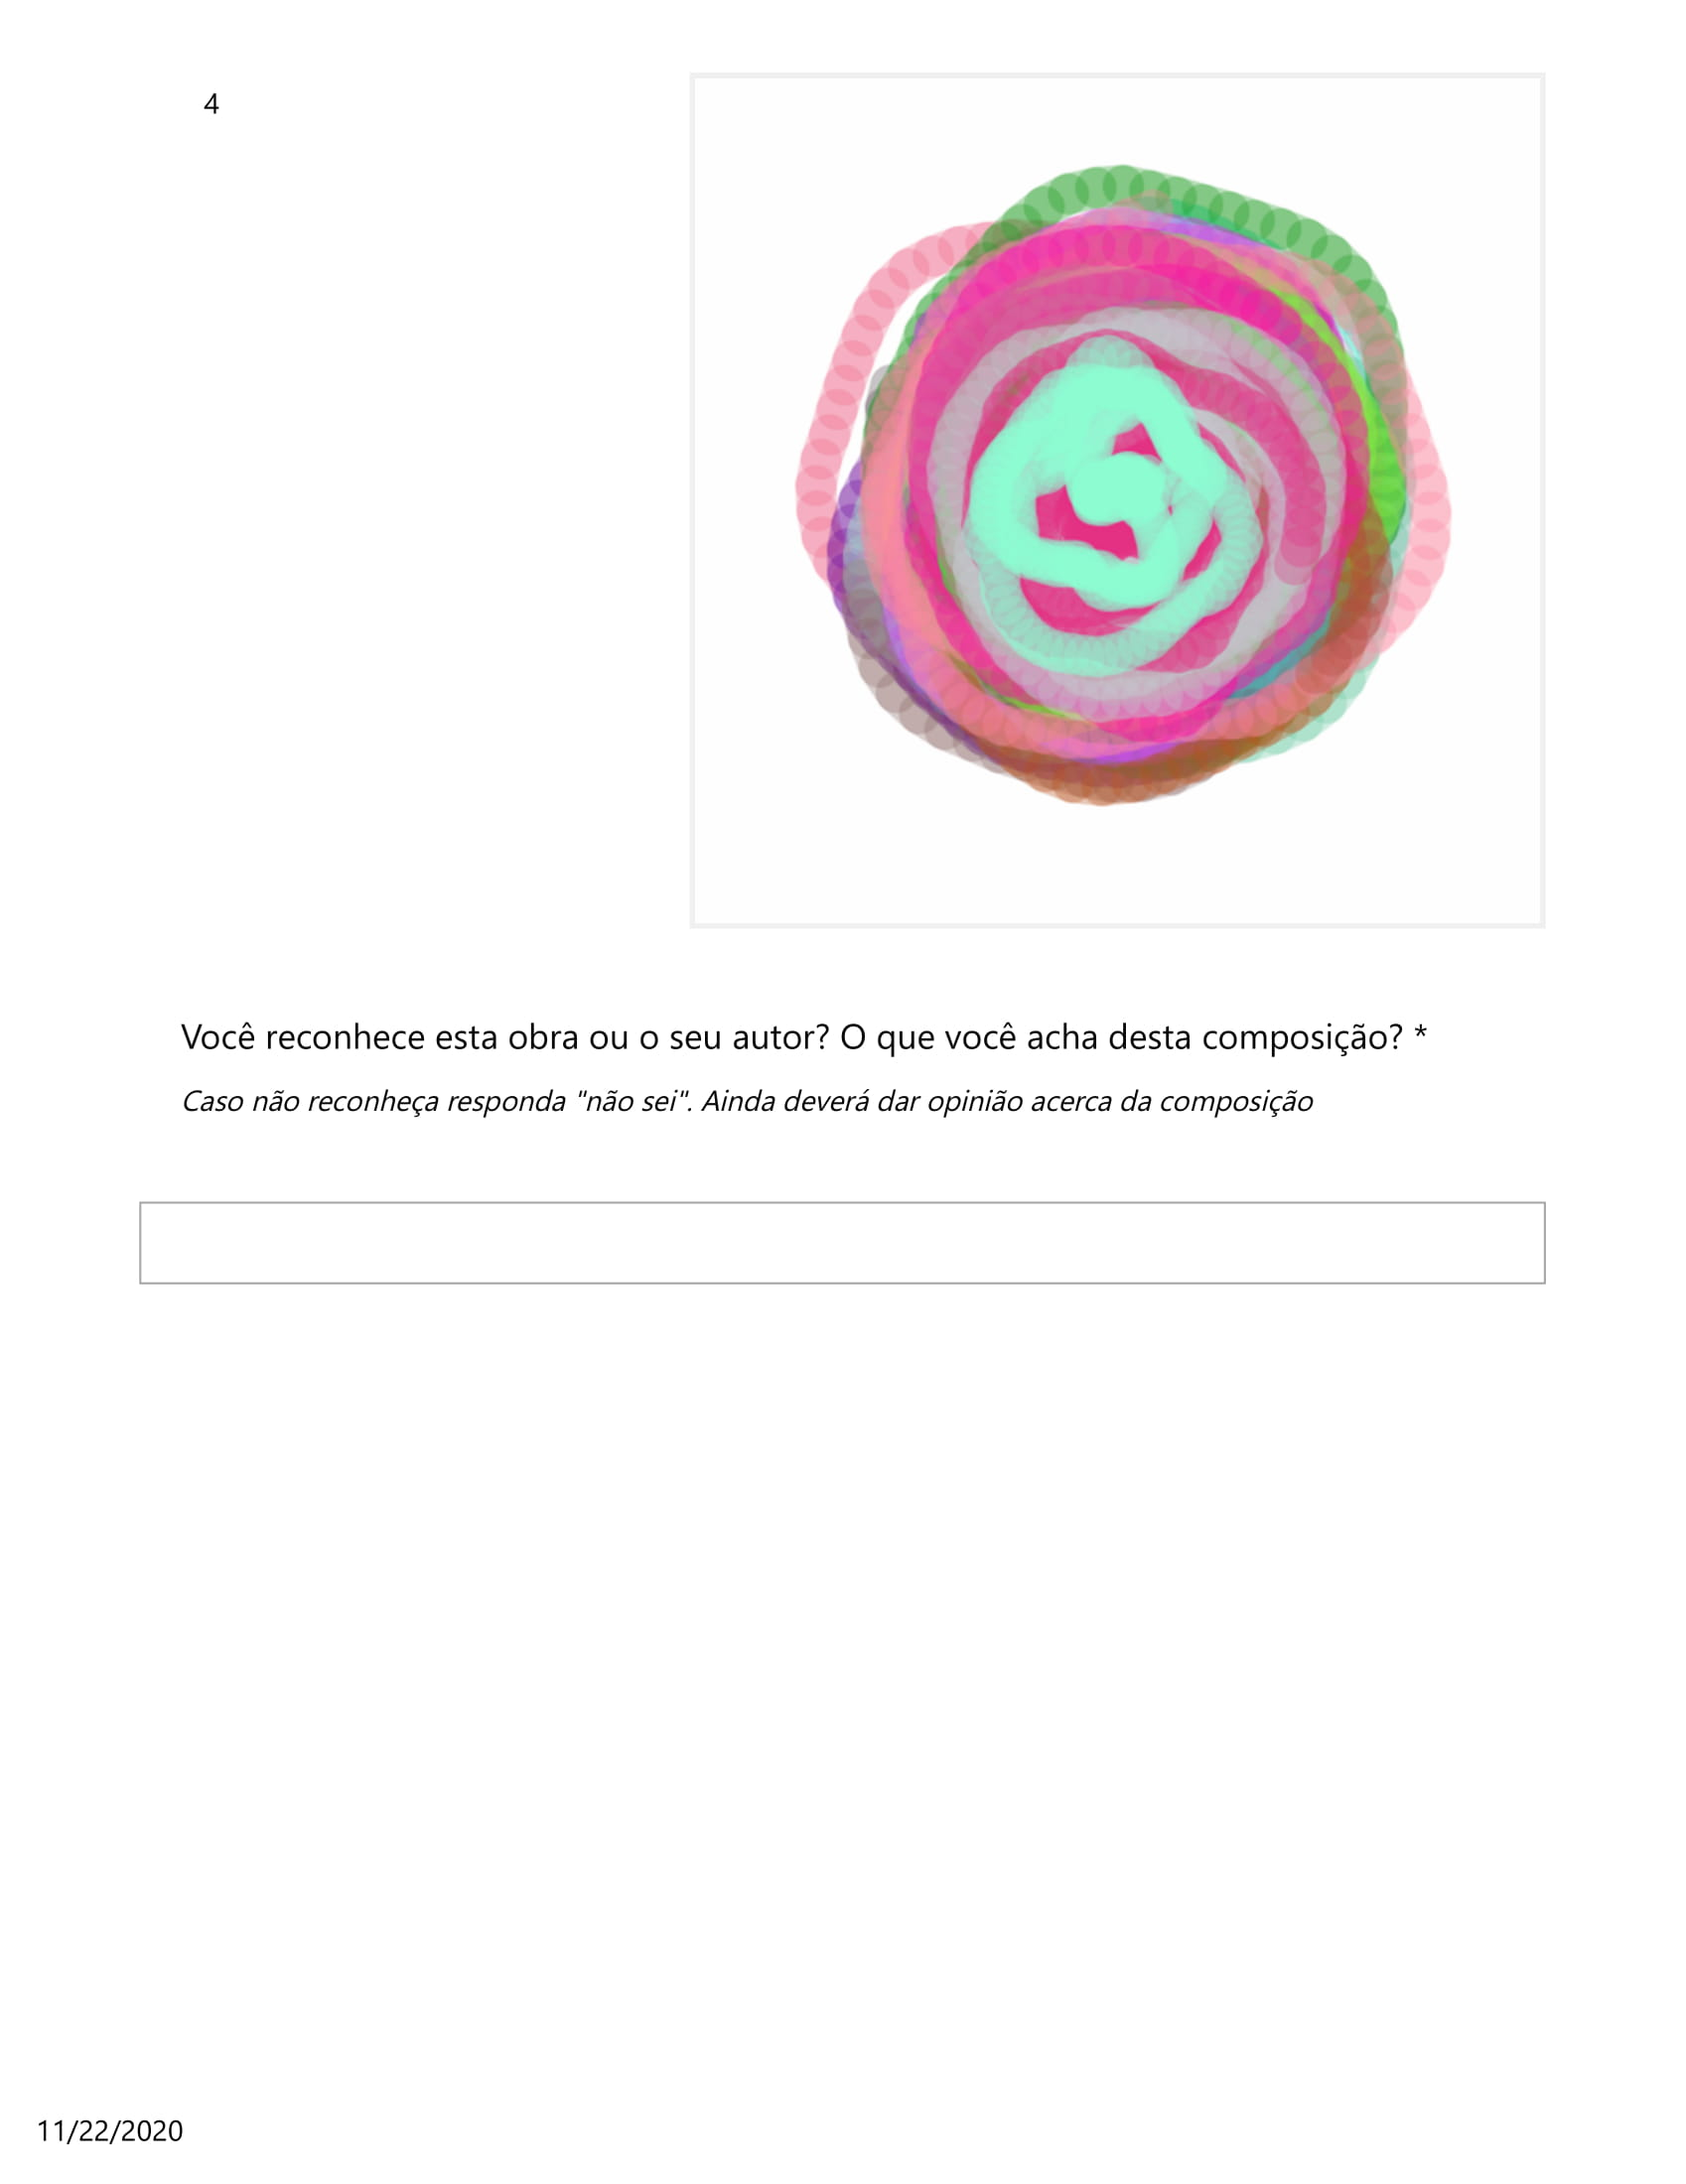 4
Você reconhece esta obra ou o seu autor? O que você acha desta composição? *
Caso não reconheça responda "não sei". Ainda deverá dar opinião acerca da composição
11/22/2020